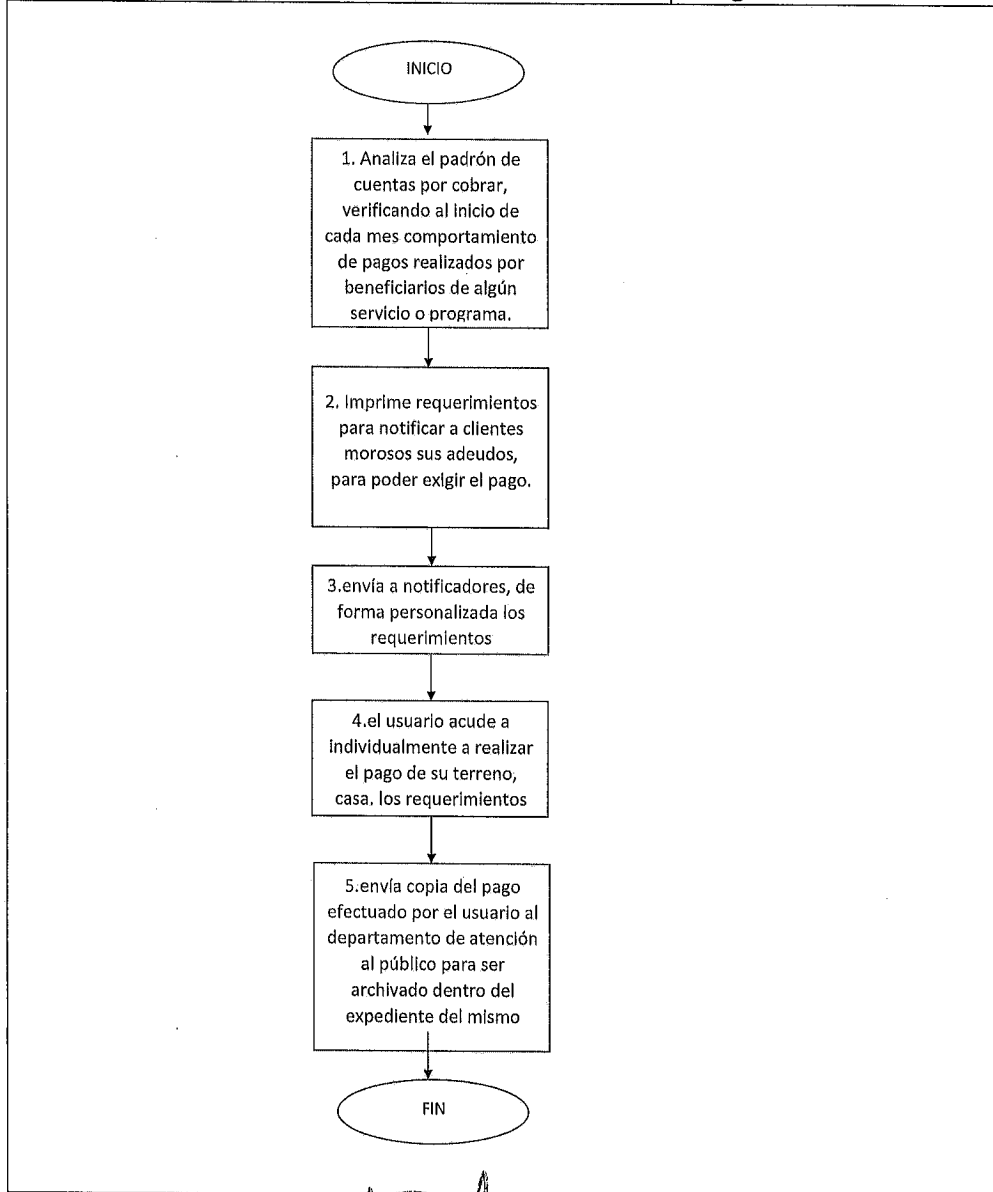 INICIO
1. Analiza el padrón de
cuentas por cobrar,
verificando al inicio de
cada mes comportamiento
de pagos realizados por
beneficiarios de algún
servicio o programa.
2. Imprime requerimientos
para notificar a clientes
morosos sus adeudos,
para poder exigir el pago.
3.envía a notificadores, de
forma personalizada los
requerimientos
4.el usuario acude a
individualmente a realizar
el pago de su terreno,
casa. los requerimientos
5.envía copia del pago
efectuado por el usuario al
departamento de atención
al público para ser
archivado dentro del
expediente del mismo
FIN